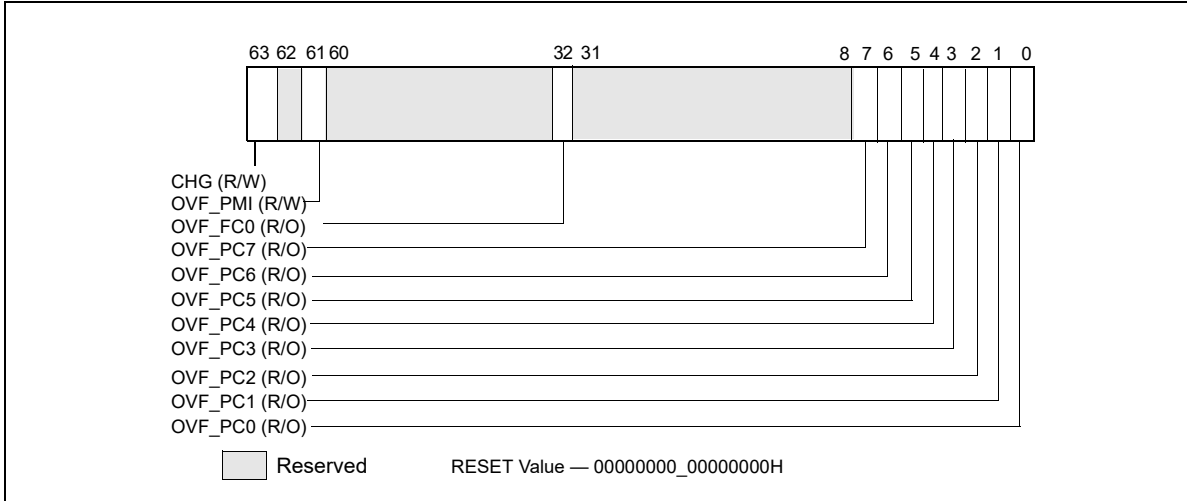 63 62 61 60 32 31 8 7 6 5 4 3 2 1 0
CHG (R/W)
OVF_PMI (R/W)
OVF_FC0 (R/O)
OVF_PC7 (R/O)
OVF_PC6 (R/O)
OVF_PC5 (R/O)
OVF_PC4 (R/O)
OVF_PC3 (R/O)
OVF_PC2 (R/O)
OVF_PC1 (R/O)
OVF_PC0 (R/O)
Reserved RESET Value — 00000000_00000000H